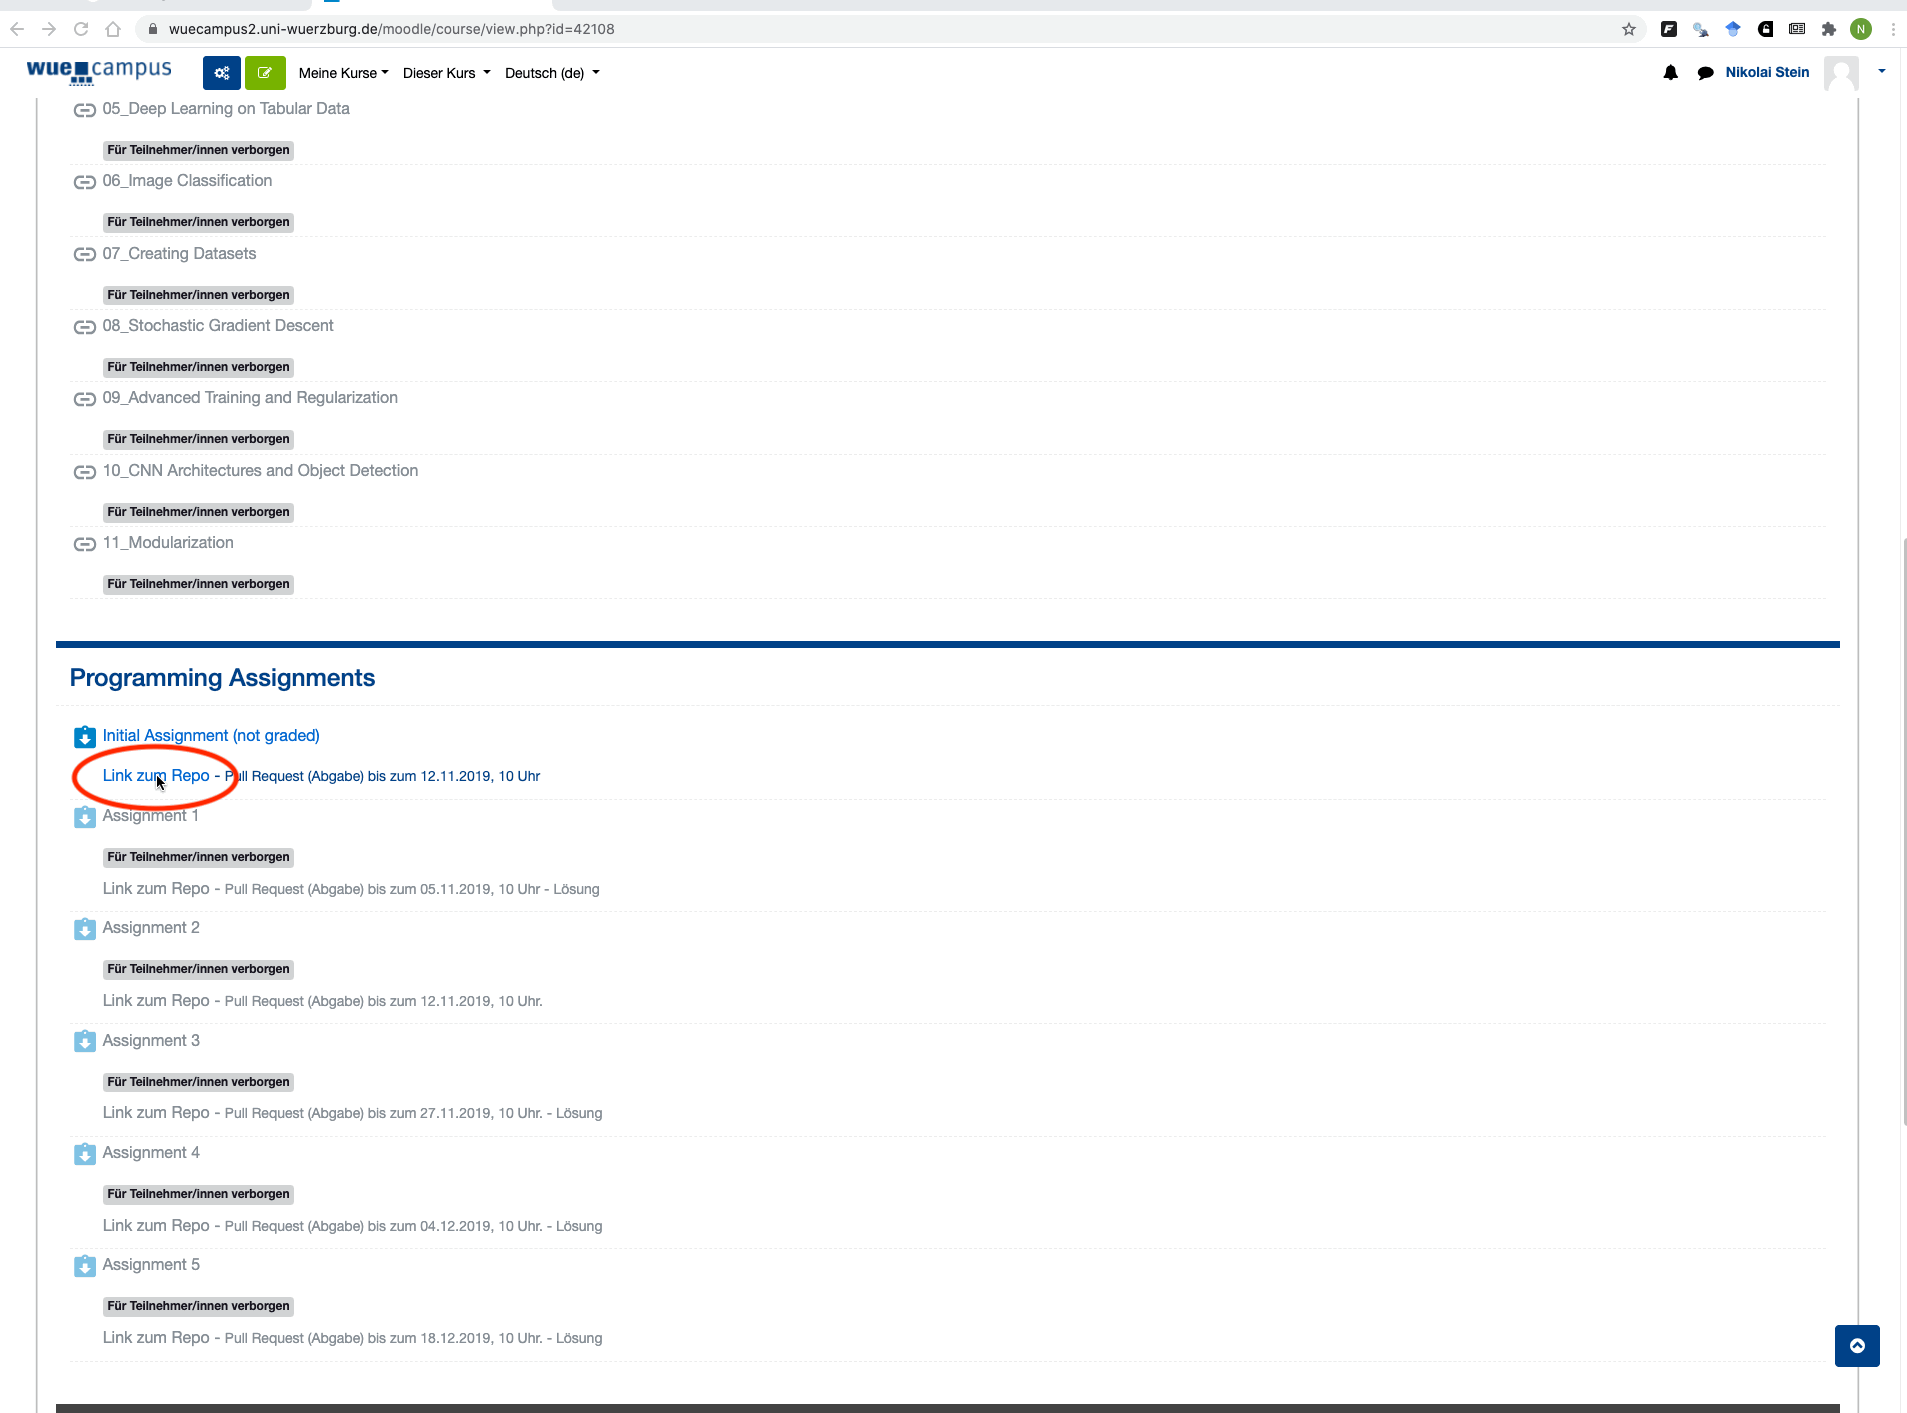 wuecampus2.uni-wuerzburg.de/moodle/course/view.php?id=42108
N
wuecampus
Meine Kurse
Dieser Kurs
Deutsch (de)
Nikolai Stein
05_Deep Learning on Tabular Data
Für Teilnehmer/innen verborgen
06_Image Classification
Für Teilnehmer/innen verborgen
07_Creating Datasets
Für Teilnehmer/innen verborgen
08_Stochastic Gradient Descent
Für Teilnehmer/innen verborgen
09_Advanced Training and Regularization
Für Teilnehmer/innen verborgen
10_CNN Architectures and Object Detection
Für Teilnehmer/innen verborgen
11_Modularization
Für Teilnehmer/innen verborgen
Programming Assignments
Initial Assignment (not graded)
Link zum Repo - Pull Request (Abgabe) bis zum 12.11.2019, 10 Uhr
Assignment 1
Für Teilnehmer/innen verborgen
Link zum Repo - Pull Request (Abgabe) bis zum 05.11.2019, 10 Uhr - Lösung
Assignment 2
Für Teilnehmer/innen verborgen
Link zum Repo - Pull Request (Abgabe) bis zum 12.11.2019, 10 Uhr.
Assignment 3
Für Teilnehmer/innen verborgen
Link zum Repo - Pull Request (Abgabe) bis zum 27.11.2019, 10 Uhr. - Lösung
Assignment 4
Für Teilnehmer/innen verborgen
Link zum Repo - Pull Request (Abgabe) bis zum 04.12.2019, 10 Uhr. - Lösung
Assignment 5
Für Teilnehmer/innen verborgen
Link zum Repo - Pull Request (Abgabe) bis zum 18.12.2019, 10 Uhr. - Lösung